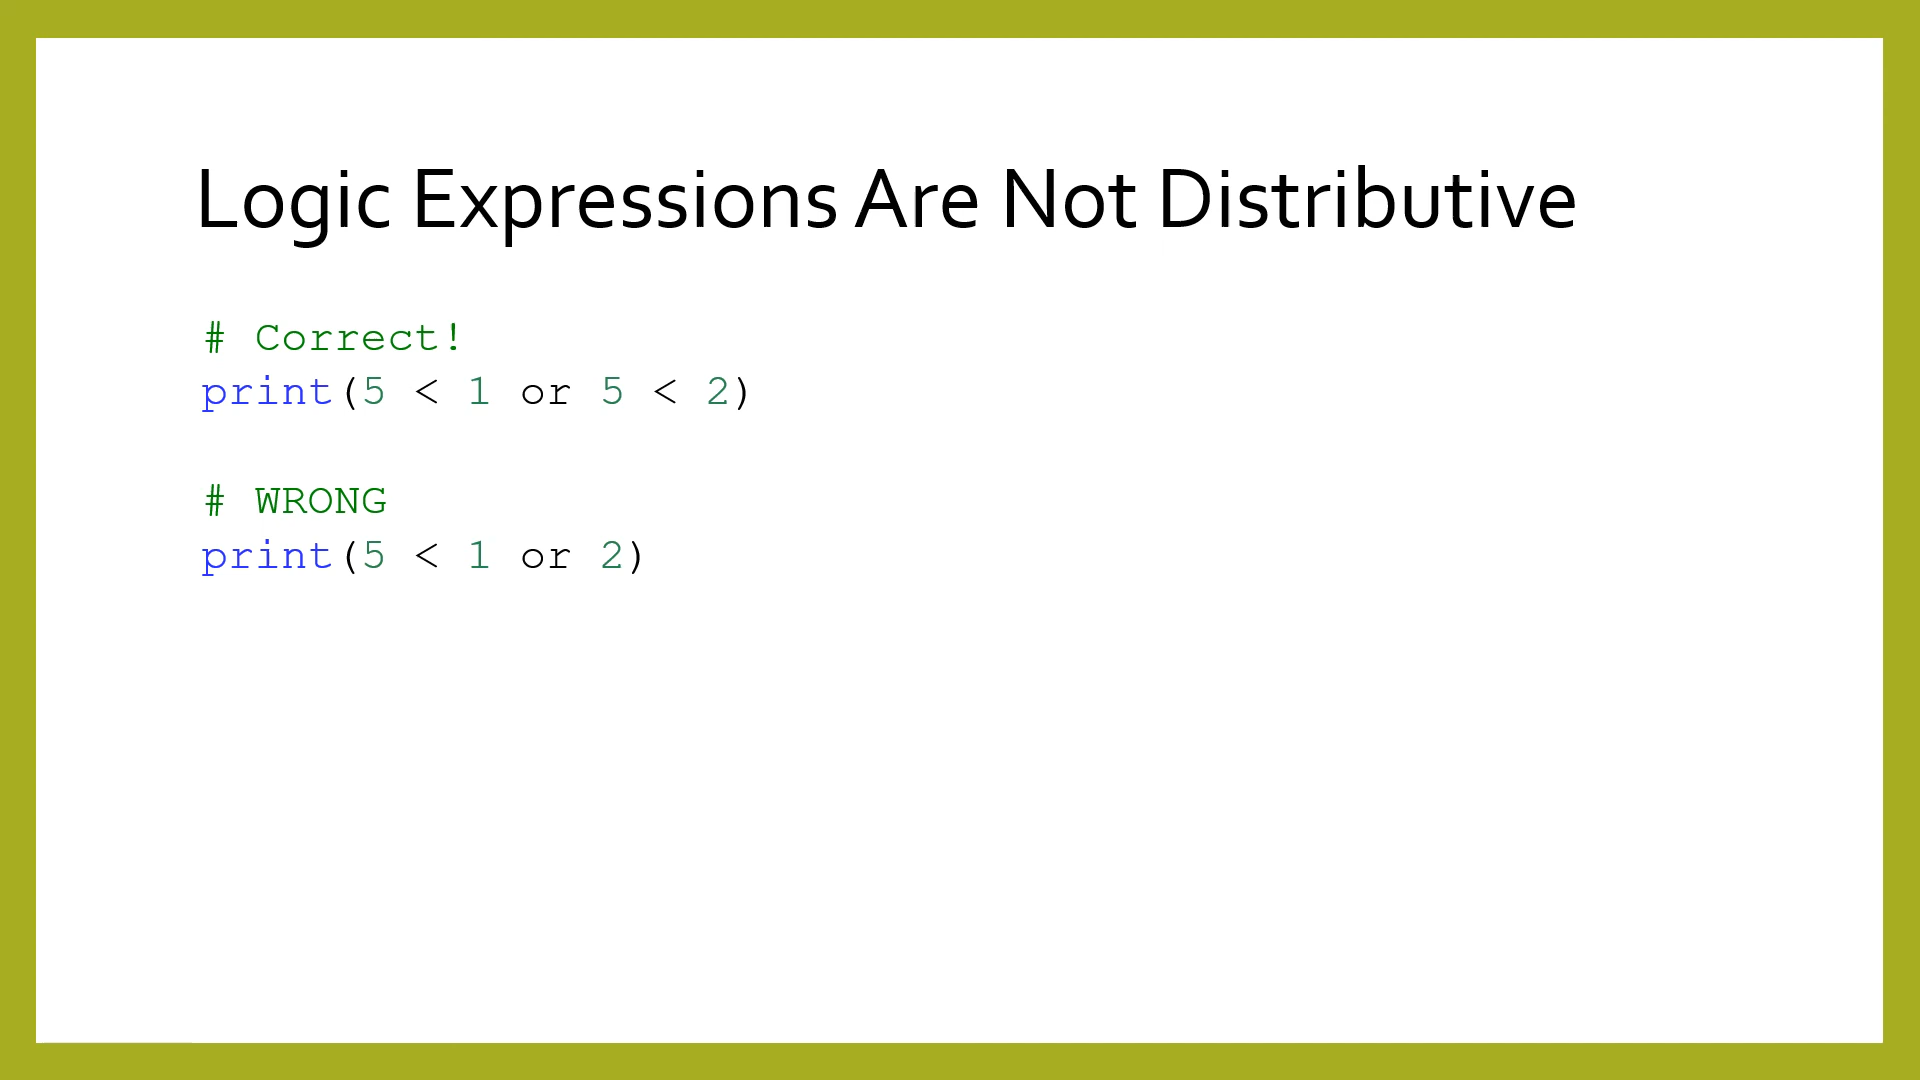 Logic Expressions Are Not Distributive
# Correct!
print(5 < 1 or 5 < 2)
# WRONG
print(5 < 1 or 2)